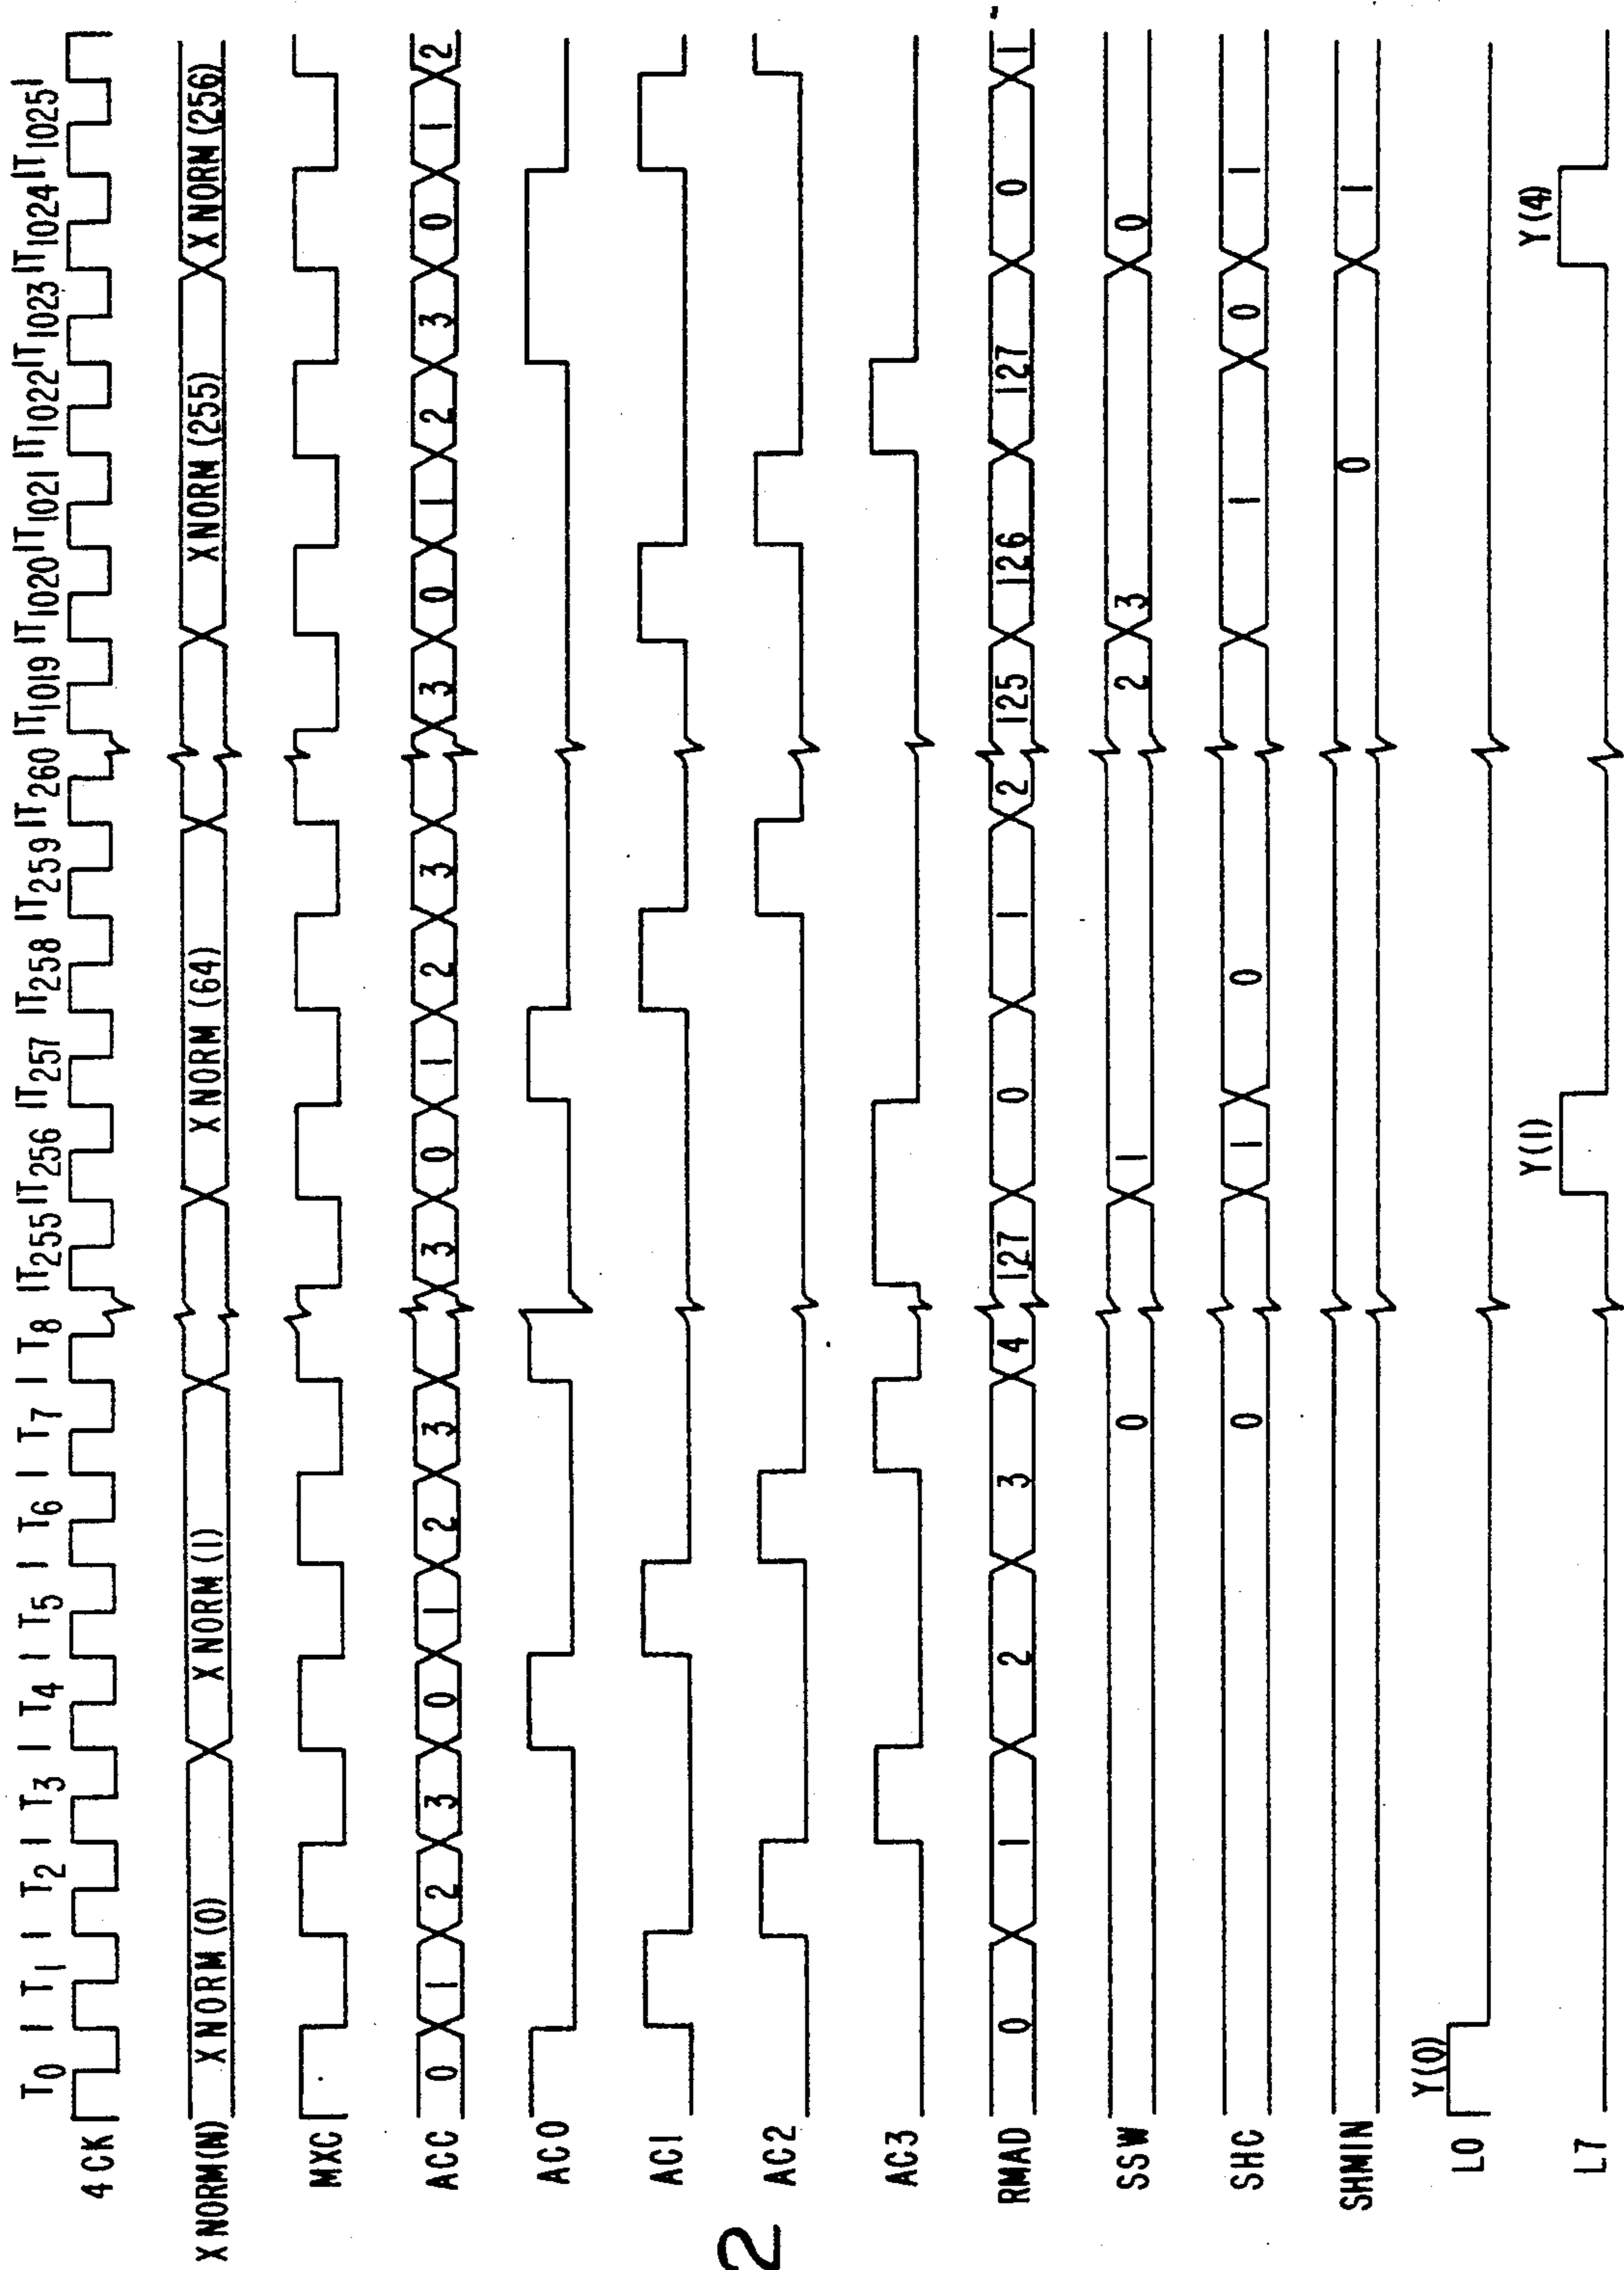 T0 T1 T2 T3 T4 T5 T6 T7 T8 T255 T256 T257 T258 T259 T260 T1019 T1020 T1021 T1022 T1023 T1024 T1025
4CK
XNORM(N) XNORM(0) XNORM(1) XNORM(64) XNORM(255) XNORM(256)
MXC
ACC 0 1 2 3 0 1 2 3 3 0 1 2 3 3 0 1 2 3 0 1 2
AC0
AC1
AC2
AC3
RMAD 0 1 2 3 4 127 0 1 2 125 126 127 0 1
SSW 0 1 2 3 0
SHC 0 1 0 1 0 1
SHMIN 0 1
L0 Y(0)
L7 Y(1) Y(4)
2